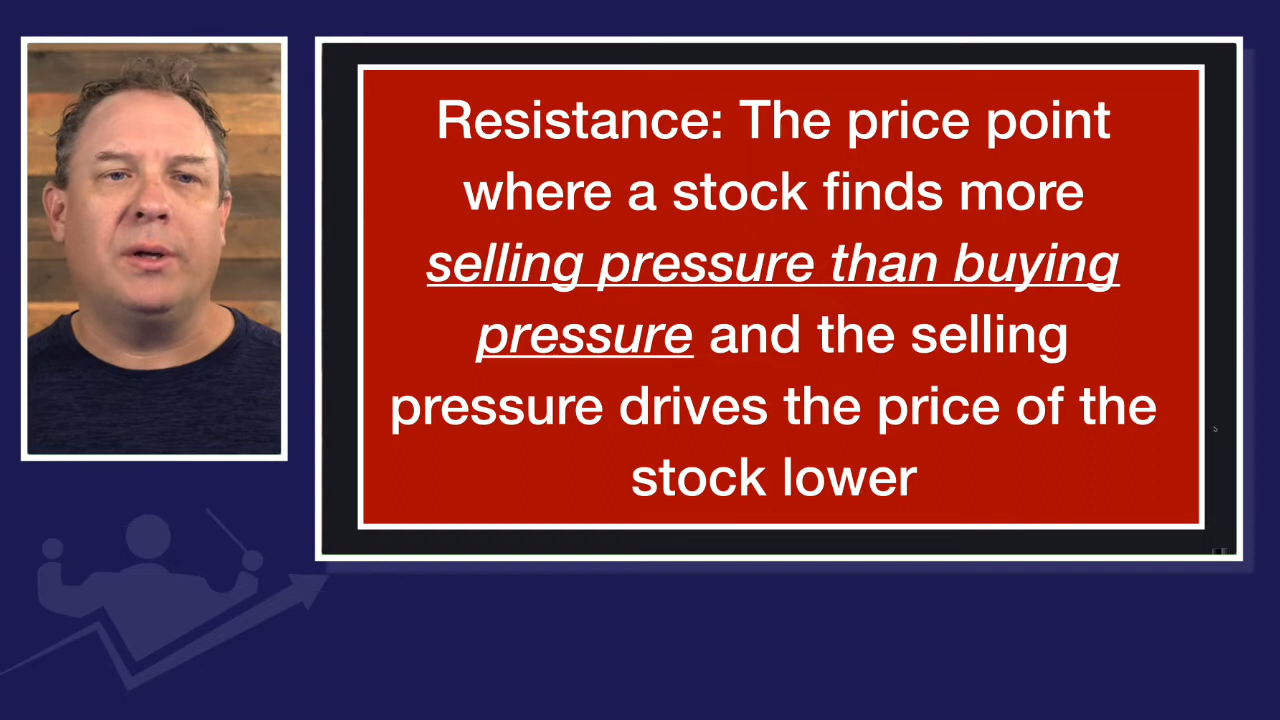 Resistance: The price point
where a stock finds more
selling pressure than buying
pressure and the selling
pressure drives the price of the
stock lower